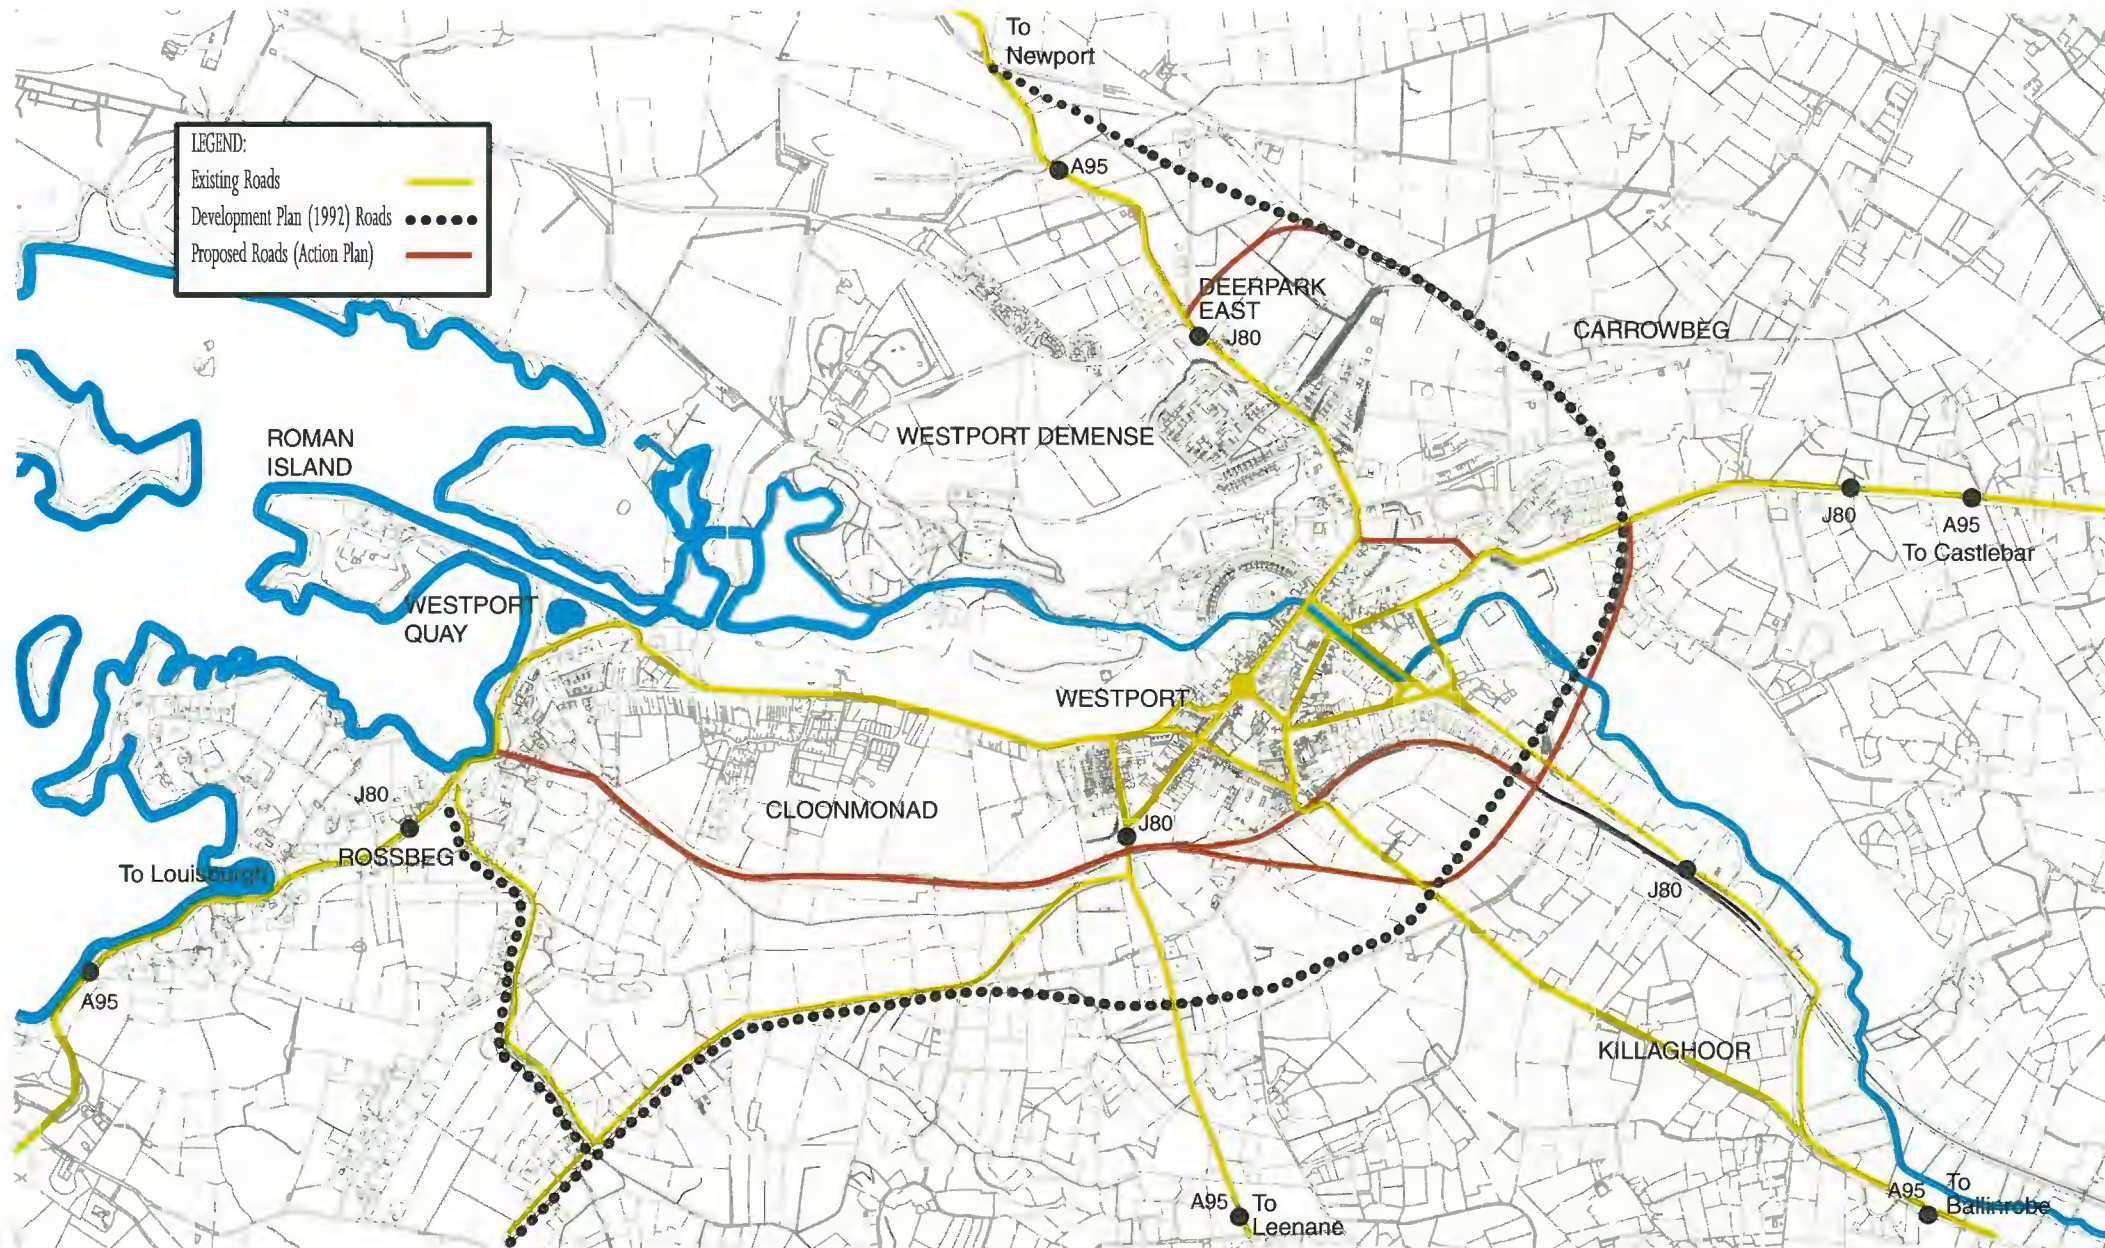 To
Newport
LEGEND:
Existing Roads
Development Plan (1992) Roads
Proposed Roads (Action Plan)
A95
DEERPARK
EAST
J80
CARROWBEG
WESTPORT DEMENSE
ROMAN
ISLAND
J80
A95
To Castlebar
WESTPORT
QUAY
WESTPORT
J80
CLOONMONAD
J80
ROSSBEG
To Louisburgh
J80
A95
KILLAGHOOR
A95
To
Leenane
A95
To
Ballinrobe